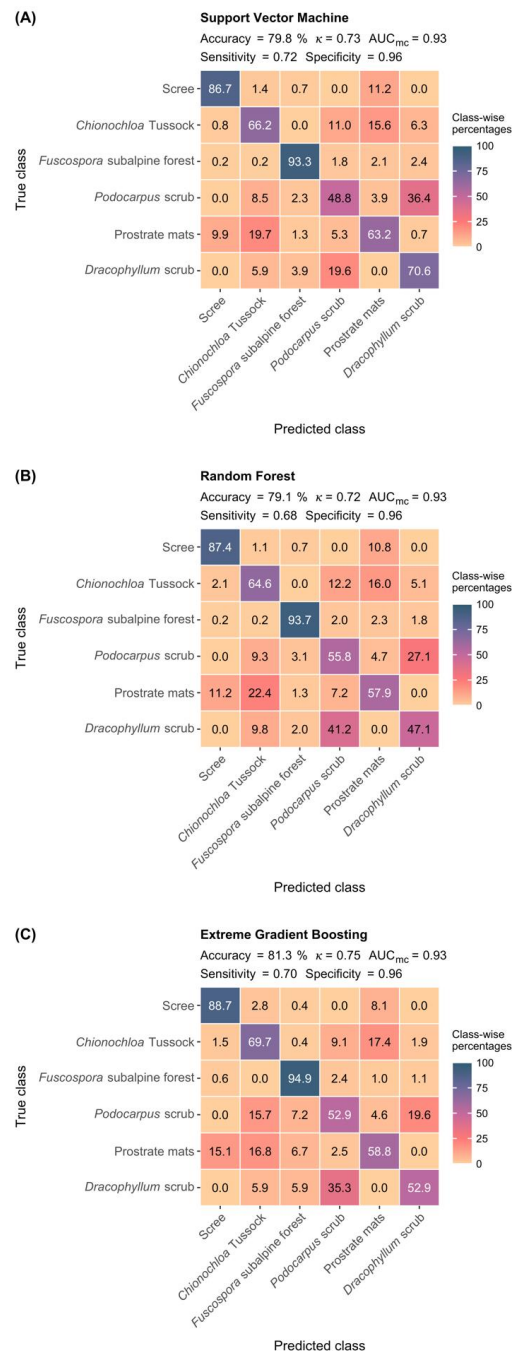 (A)
Support Vector Machine
Accuracy = 79.8 % κ = 0.73 AUCmc = 0.93
Sensitivity = 0.72 Specificity = 0.96
True class
Scree 86.7 1.4 0.7 0.0 11.2 0.0
Chionochloa Tussock 0.8 66.2 0.0 11.0 15.6 6.3
Fuscospora subalpine forest 0.2 0.2 93.3 1.8 2.1 2.4
Podocarpus scrub 0.0 8.5 2.3 48.8 3.9 36.4
Prostrate mats 9.9 19.7 1.3 5.3 63.2 0.7
Dracophyllum scrub 0.0 5.9 3.9 19.6 0.0 70.6
Scree
Chionochloa Tussock
Fuscospora subalpine forest
Podocarpus scrub
Prostrate mats
Dracophyllum scrub
Predicted class
Class-wise
percentages
100
75
50
25
0
(B)
Random Forest
Accuracy = 79.1 % κ = 0.72 AUCmc = 0.93
Sensitivity = 0.68 Specificity = 0.96
True class
Scree 87.4 1.1 0.7 0.0 10.8 0.0
Chionochloa Tussock 2.1 64.6 0.0 12.2 16.0 5.1
Fuscospora subalpine forest 0.2 0.2 93.7 2.0 2.3 1.8
Podocarpus scrub 0.0 9.3 3.1 55.8 4.7 27.1
Prostrate mats 11.2 22.4 1.3 7.2 57.9 0.0
Dracophyllum scrub 0.0 9.8 2.0 41.2 0.0 47.1
Scree
Chionochloa Tussock
Fuscospora subalpine forest
Podocarpus scrub
Prostrate mats
Dracophyllum scrub
Predicted class
Class-wise
percentages
100
75
50
25
0
(C)
Extreme Gradient Boosting
Accuracy = 81.3 % κ = 0.75 AUCmc = 0.93
Sensitivity = 0.70 Specificity = 0.96
True class
Scree 88.7 2.8 0.4 0.0 8.1 0.0
Chionochloa Tussock 1.5 69.7 0.4 9.1 17.4 1.9
Fuscospora subalpine forest 0.6 0.0 94.9 2.4 1.0 1.1
Podocarpus scrub 0.0 15.7 7.2 52.9 4.6 19.6
Prostrate mats 15.1 16.8 6.7 2.5 58.8 0.0
Dracophyllum scrub 0.0 5.9 5.9 35.3 0.0 52.9
Scree
Chionochloa Tussock
Fuscospora subalpine forest
Podocarpus scrub
Prostrate mats
Dracophyllum scrub
Predicted class
Class-wise
percentages
100
75
50
25
0